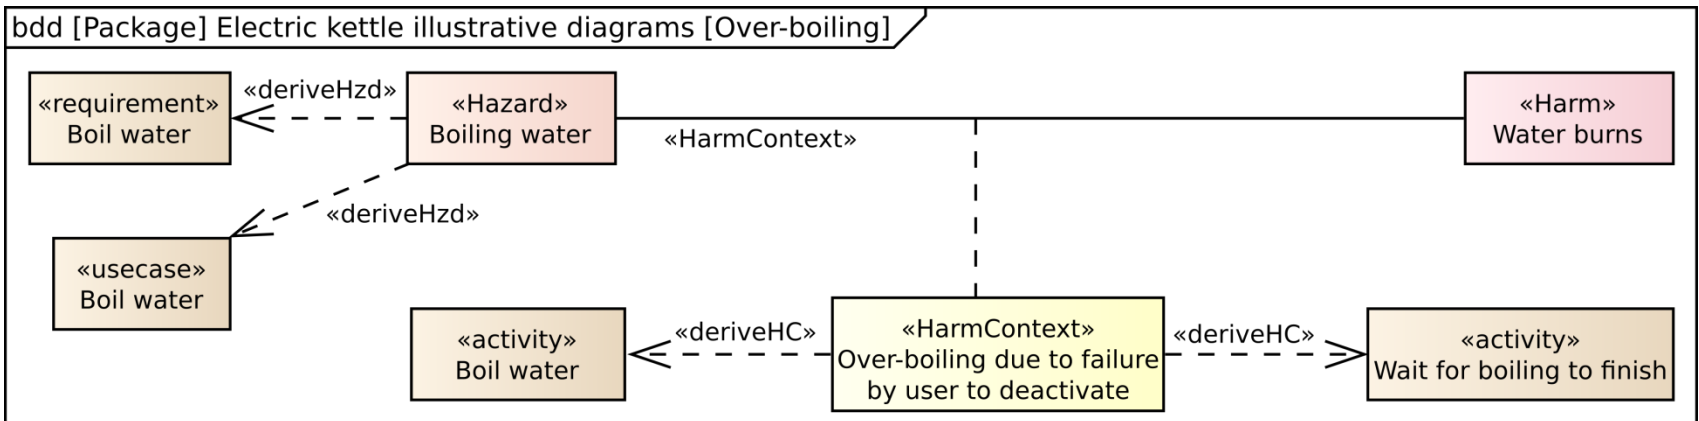 bdd [Package] Electric kettle illustrative diagrams [Over-boiling]
«requirement»
Boil water
«deriveHzd»
«Hazard»
Boiling water
«HarmContext»
«Harm»
Water burns
«deriveHzd»
«usecase»
Boil water
«activity»
Boil water
«deriveHC»
«HarmContext»
Over-boiling due to failure
by user to deactivate
«deriveHC»
«activity»
Wait for boiling to finish